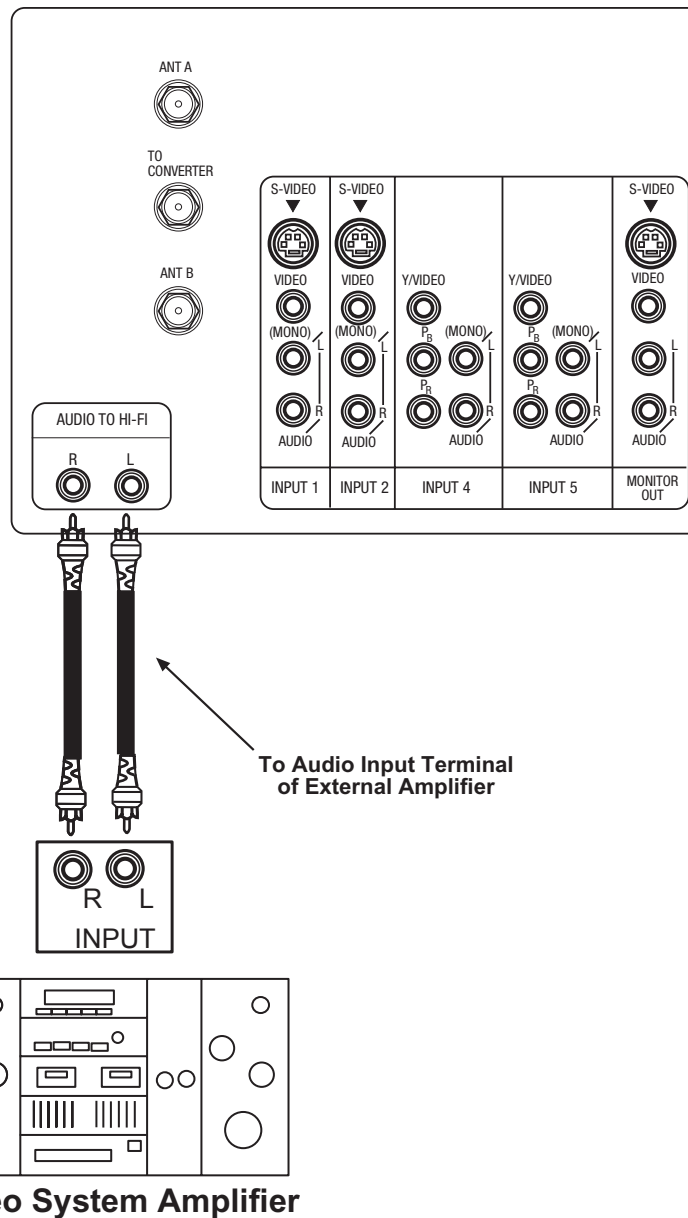 ANT A
TO
CONVERTER
ANT B
AUDIO TO HI-FI
R L
S-VIDEO
VIDEO
(MONO)
L
R
AUDIO
INPUT 1
S-VIDEO
VIDEO
(MONO)
L
R
AUDIO
INPUT 2
Y/VIDEO
PB (MONO)
L
PR
R
AUDIO
INPUT 4
Y/VIDEO
PB (MONO)
L
PR
R
AUDIO
INPUT 5
S-VIDEO
VIDEO
L
R
AUDIO
MONITOR
OUT
To Audio Input Terminal
of External Amplifier
R L
INPUT
System Amplifier